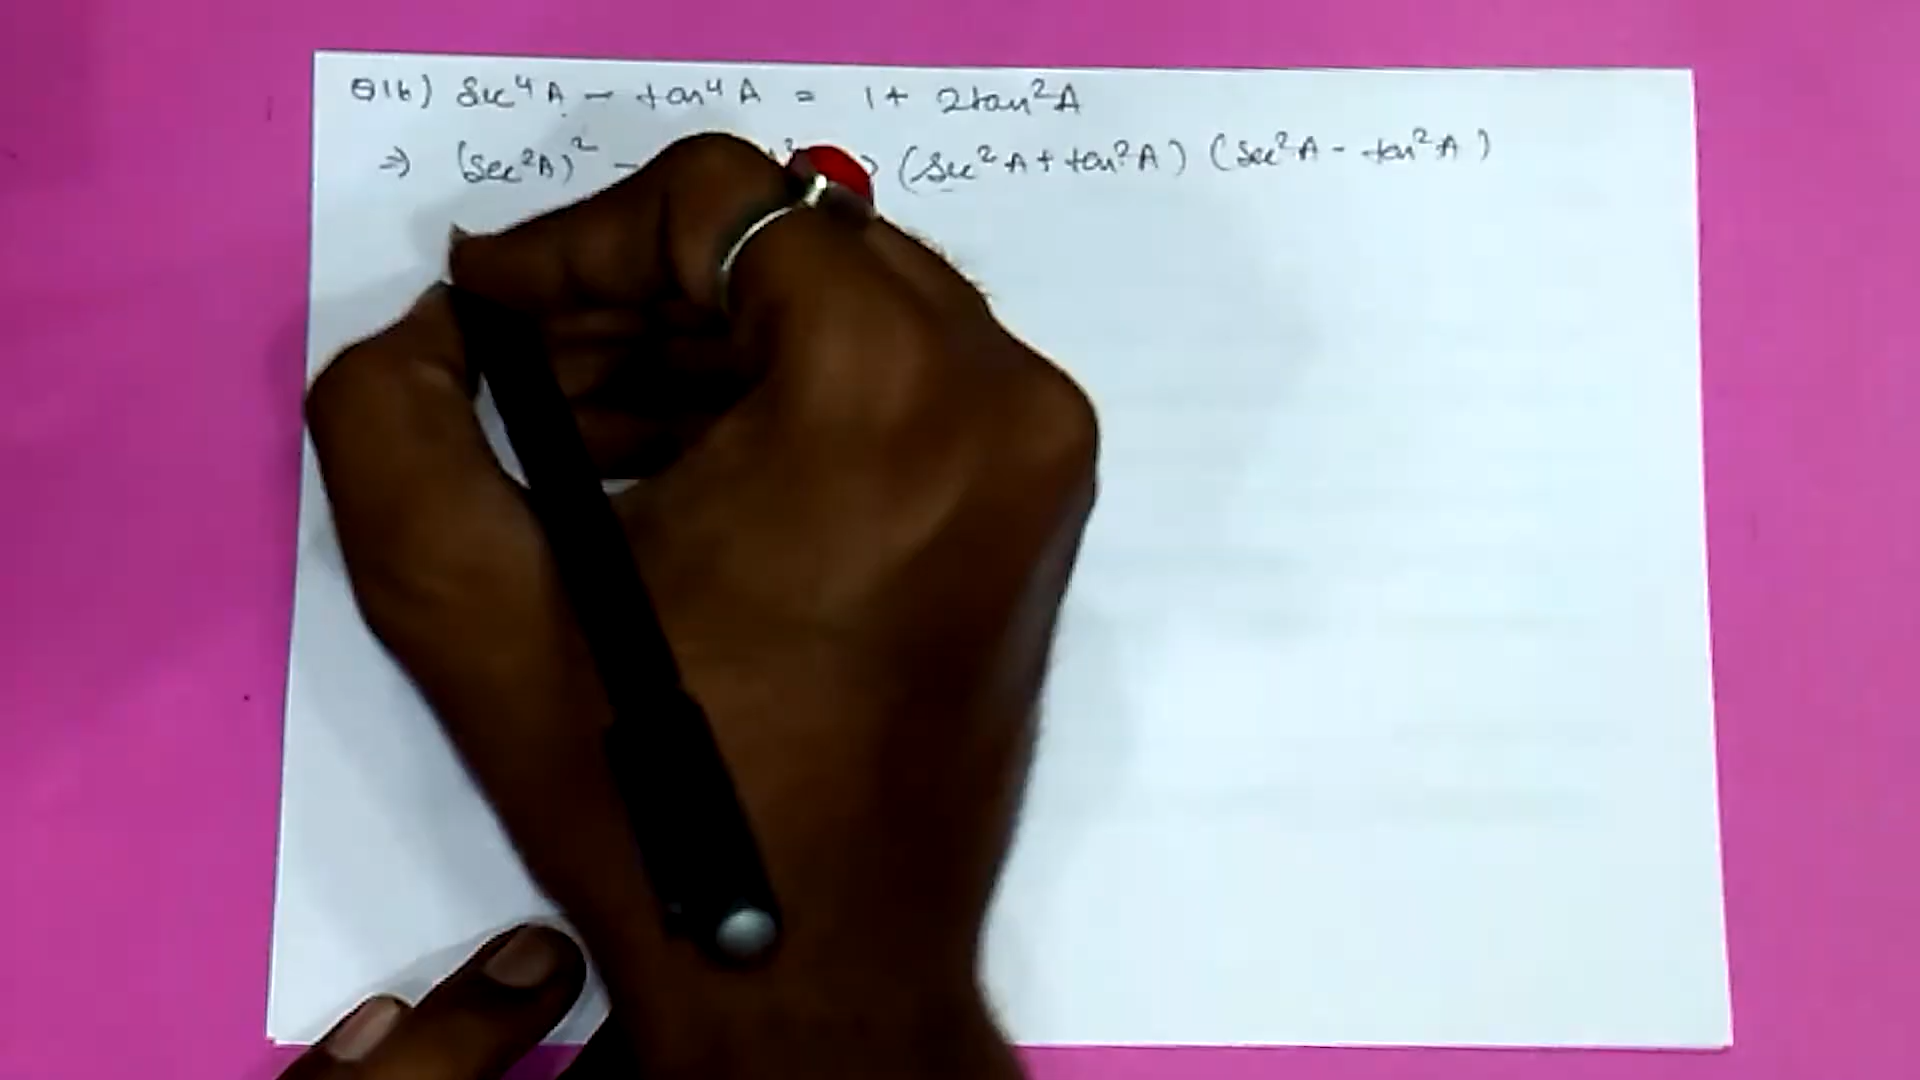 Q16) Sec⁴A - tan⁴A = 1 + 2tan²A
⇒ (Sec²A)² - (Sec²A + tan²A) (Sec²A - tan²A)